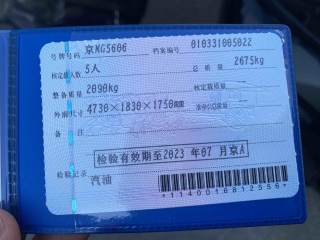 号牌号码 京NG5606 档案编号 010331005022
核定载人数 5人 总质量 2675kg
整备质量 2090kg 核定载质量 --
外廓尺寸 4730×1830×1750mm 准牵引总质量 --
备注
检验有效期至2023年07月京A
检验记录 汽油
*1140016812556*